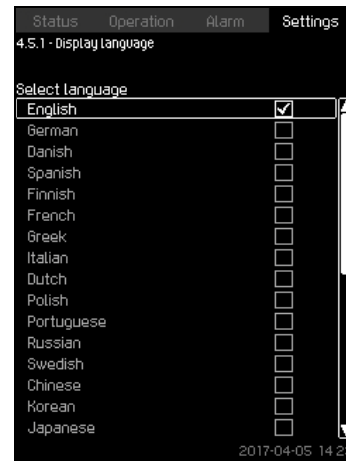 Status Operation Alarm Settings
4.5.1 - Display language
Select language
English
German
Danish
Spanish
Finnish
French
Greek
Italian
Dutch
Polish
Portuguese
Russian
Swedish
Chinese
Korean
Japanese
2017-04-05 14